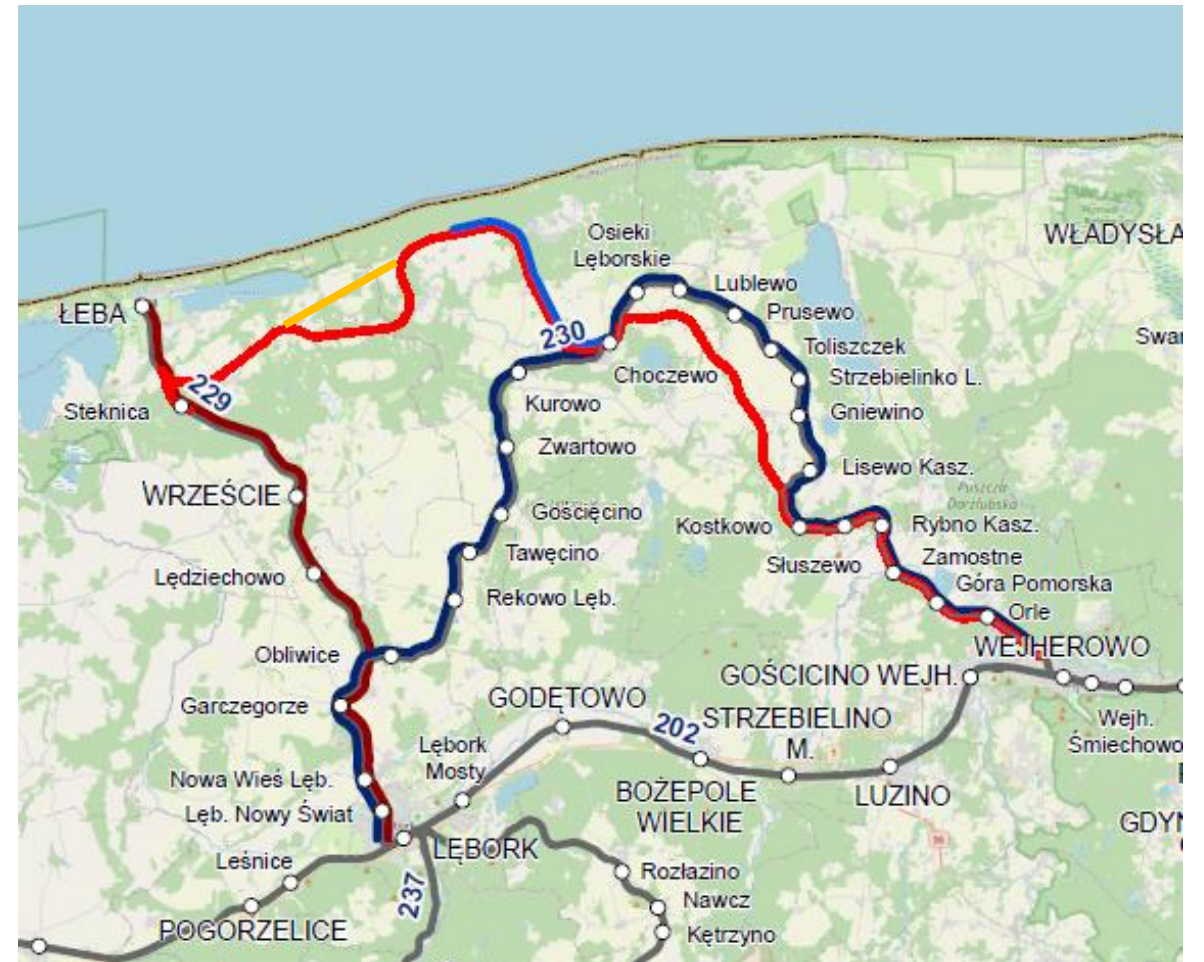 WŁADYSŁA
Osieki
Lęborskie
Lublewo
ŁEBA
Prusewo
230
Swar
Toliszczek
Choczewo
Strzebielinko L.
229
Steknica
Kurowo
Gniewino
Zwartowo
Lisewo Kasz.
WRZEŚCIE
Puszcza
Darżlubska
Gościęcino
Kostkowo
Rybno Kasz.
Tawęcino
Zamostne
Słuszewo
Lędziechowo
Góra Pomorska
Rekowo Lęb.
Orle
WEJHEROWO
Obliwice
GOŚCICINO WEJH.
GODĘTOWO
Garczegorze
202
STRZEBIELINO
M.
Wejh.
Śmiechowo
Lębork
Mosty
Nowa Wieś Lęb.
BOŻEPOLE
WIELKIE
LUZINO
Lęb. Nowy Świat
GDYN
LĘBORK
Leśnice
Rozłazino
237
Nawcz
POGORZELICE
Kętrzyno